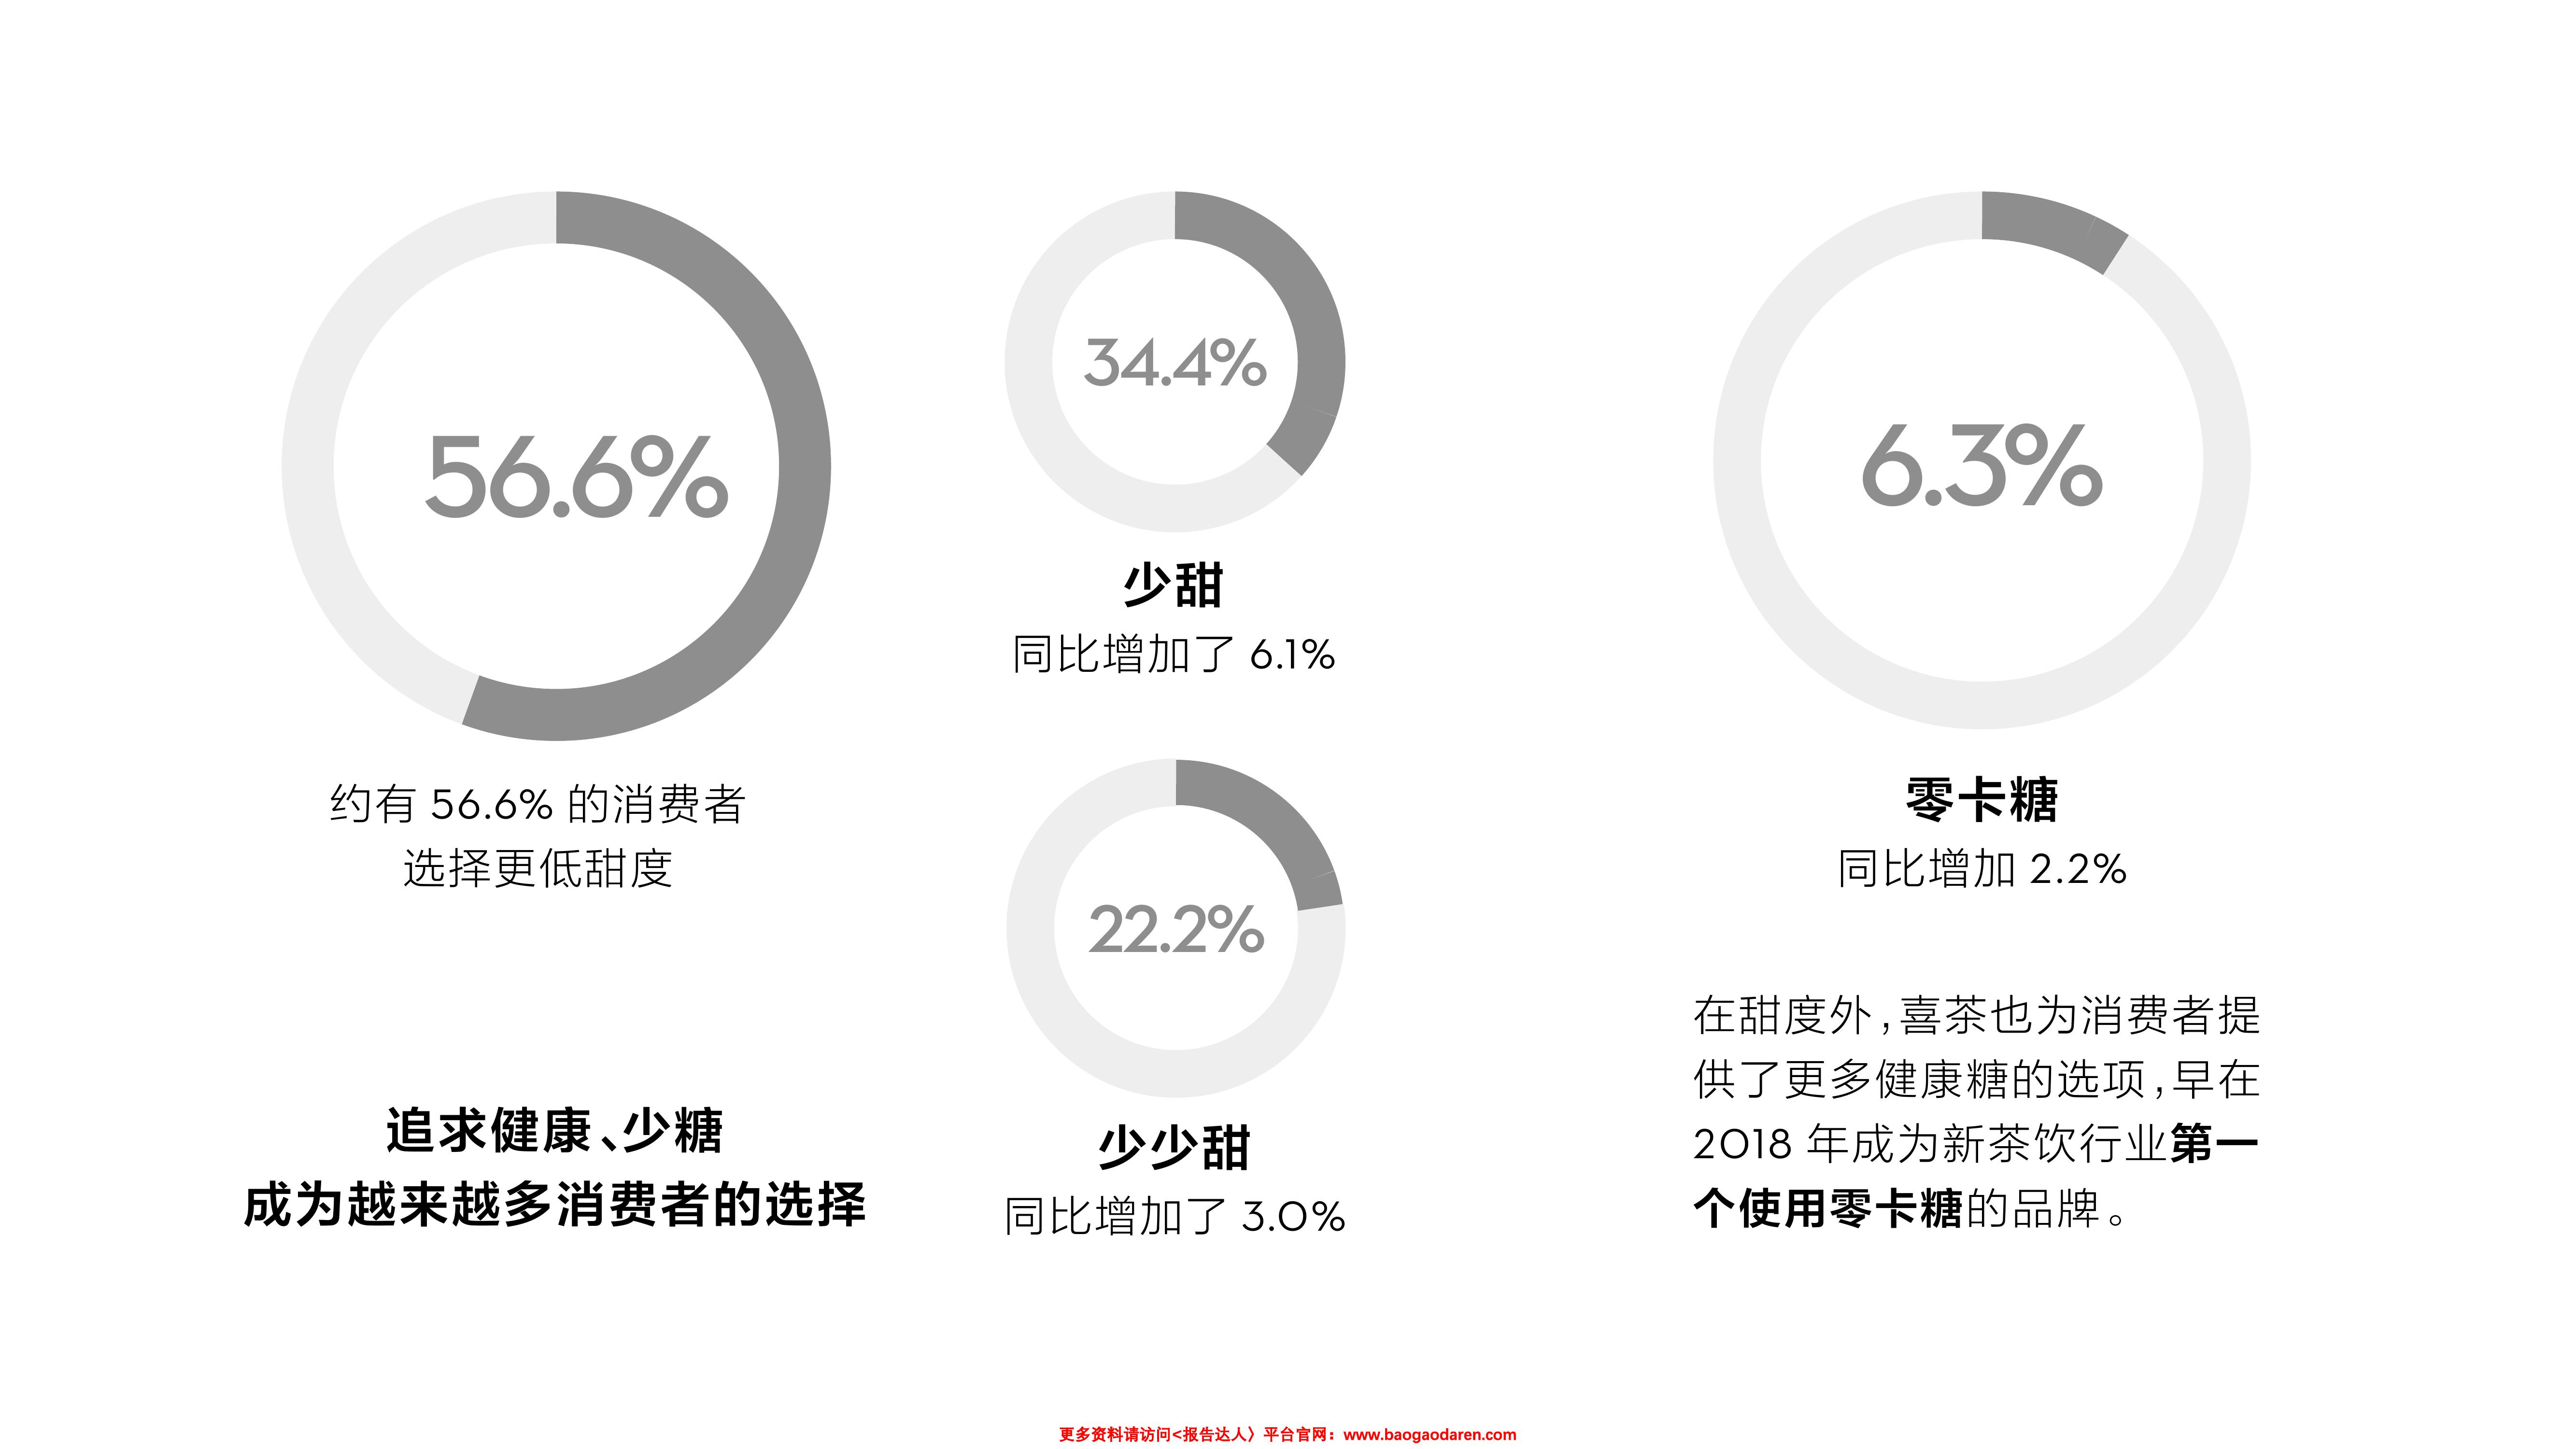 56.6%
约有 56.6% 的消费者
选择更低甜度
追求健康、少糖
成为越来越多消费者的选择
34.4%
少甜
同比增加了 6.1%
22.2%
少少甜
同比增加了 3.0%
6.3%
零卡糖
同比增加 2.2%
在甜度外,喜茶也为消费者提
供了更多健康糖的选项,早在
2018 年成为新茶饮行业第一
个使用零卡糖的品牌。
更多资料请访问<报告达人〉平台官网：www.baogaodaren.com